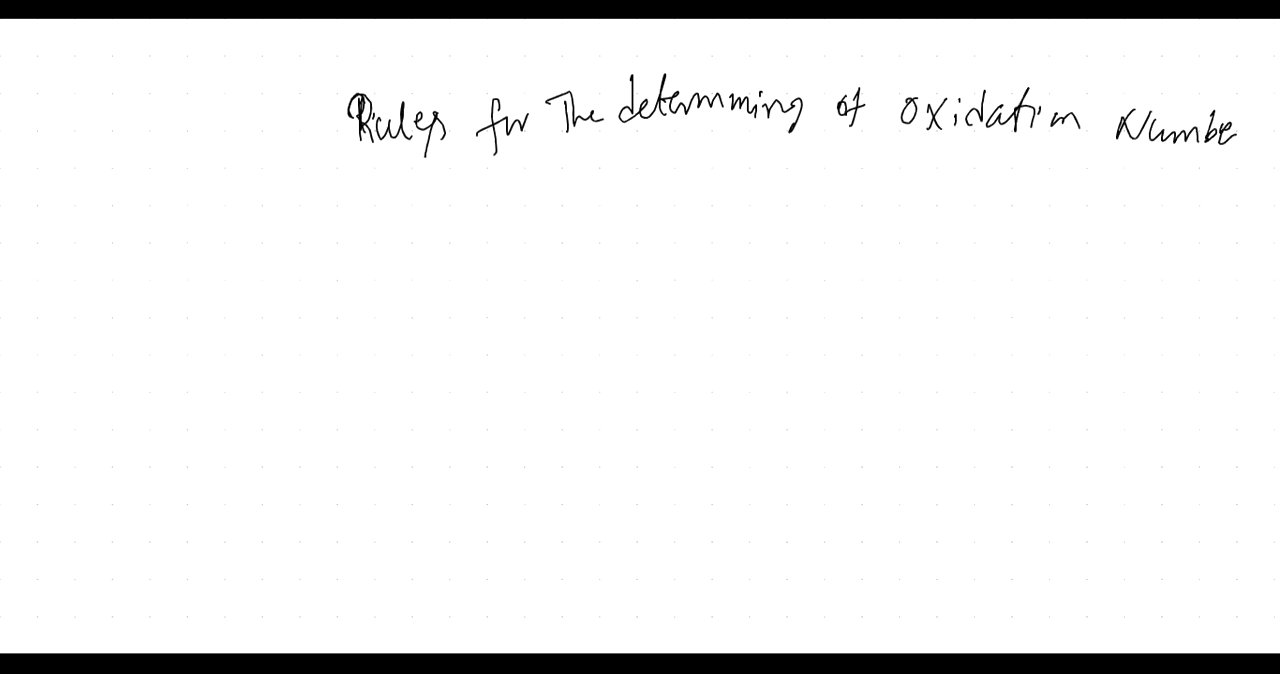 Rules for The determining of Oxidation Numbe